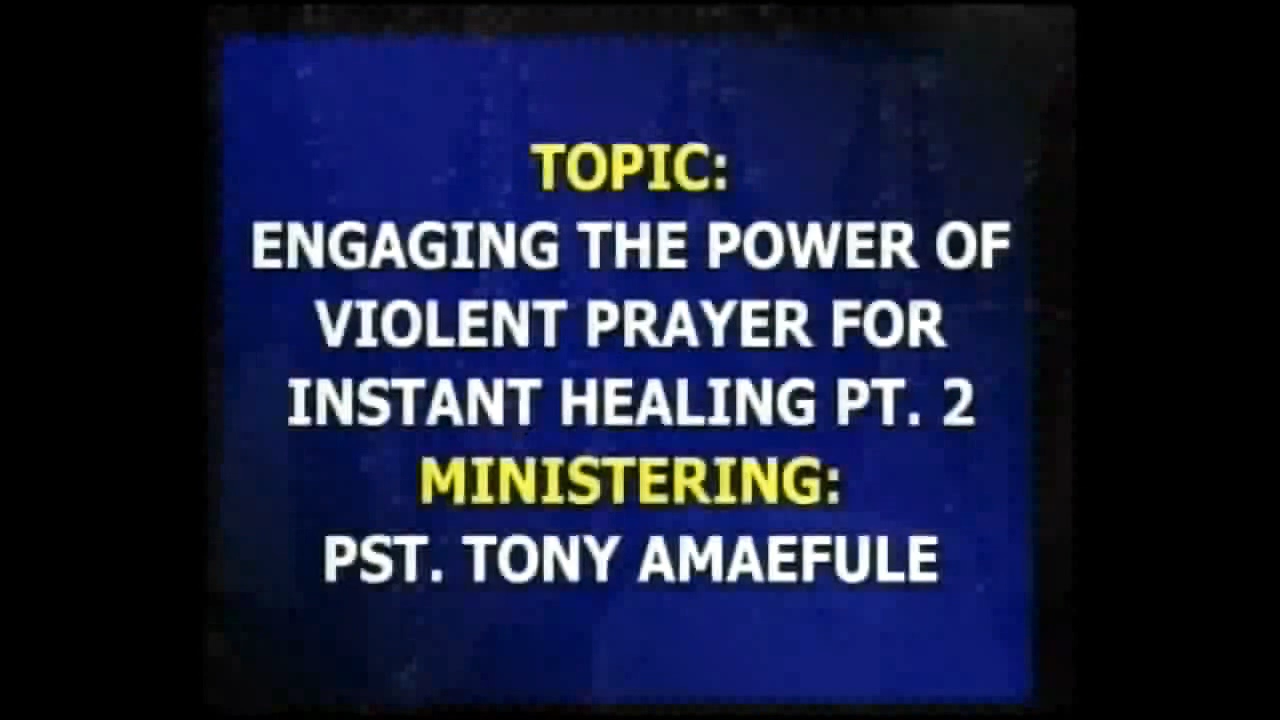 TOPIC:
ENGAGING THE POWER OF
VIOLENT PRAYER FOR
INSTANT HEALING PT. 2
MINISTERING:
PST. TONY AMAEFULE